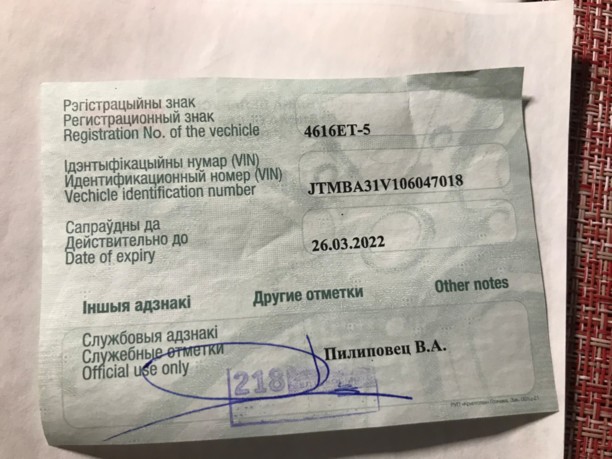 Рэгістрацыйны знак
Регистрационный знак
Registration No. of the vechicle 4616ЕТ-5
Ідэнтыфікацыйны нумар (VIN)
Идентификационный номер (VIN)
Vechicle identification number JTMBA31V106047018
Сапраўдны да
Действительно до
Date of expiry 26.03.2022
Іншыя адзнакі Другие отметки Other notes
Службовыя адзнакі
Служебные отметки Пилиповец В.А.
Official use only
218